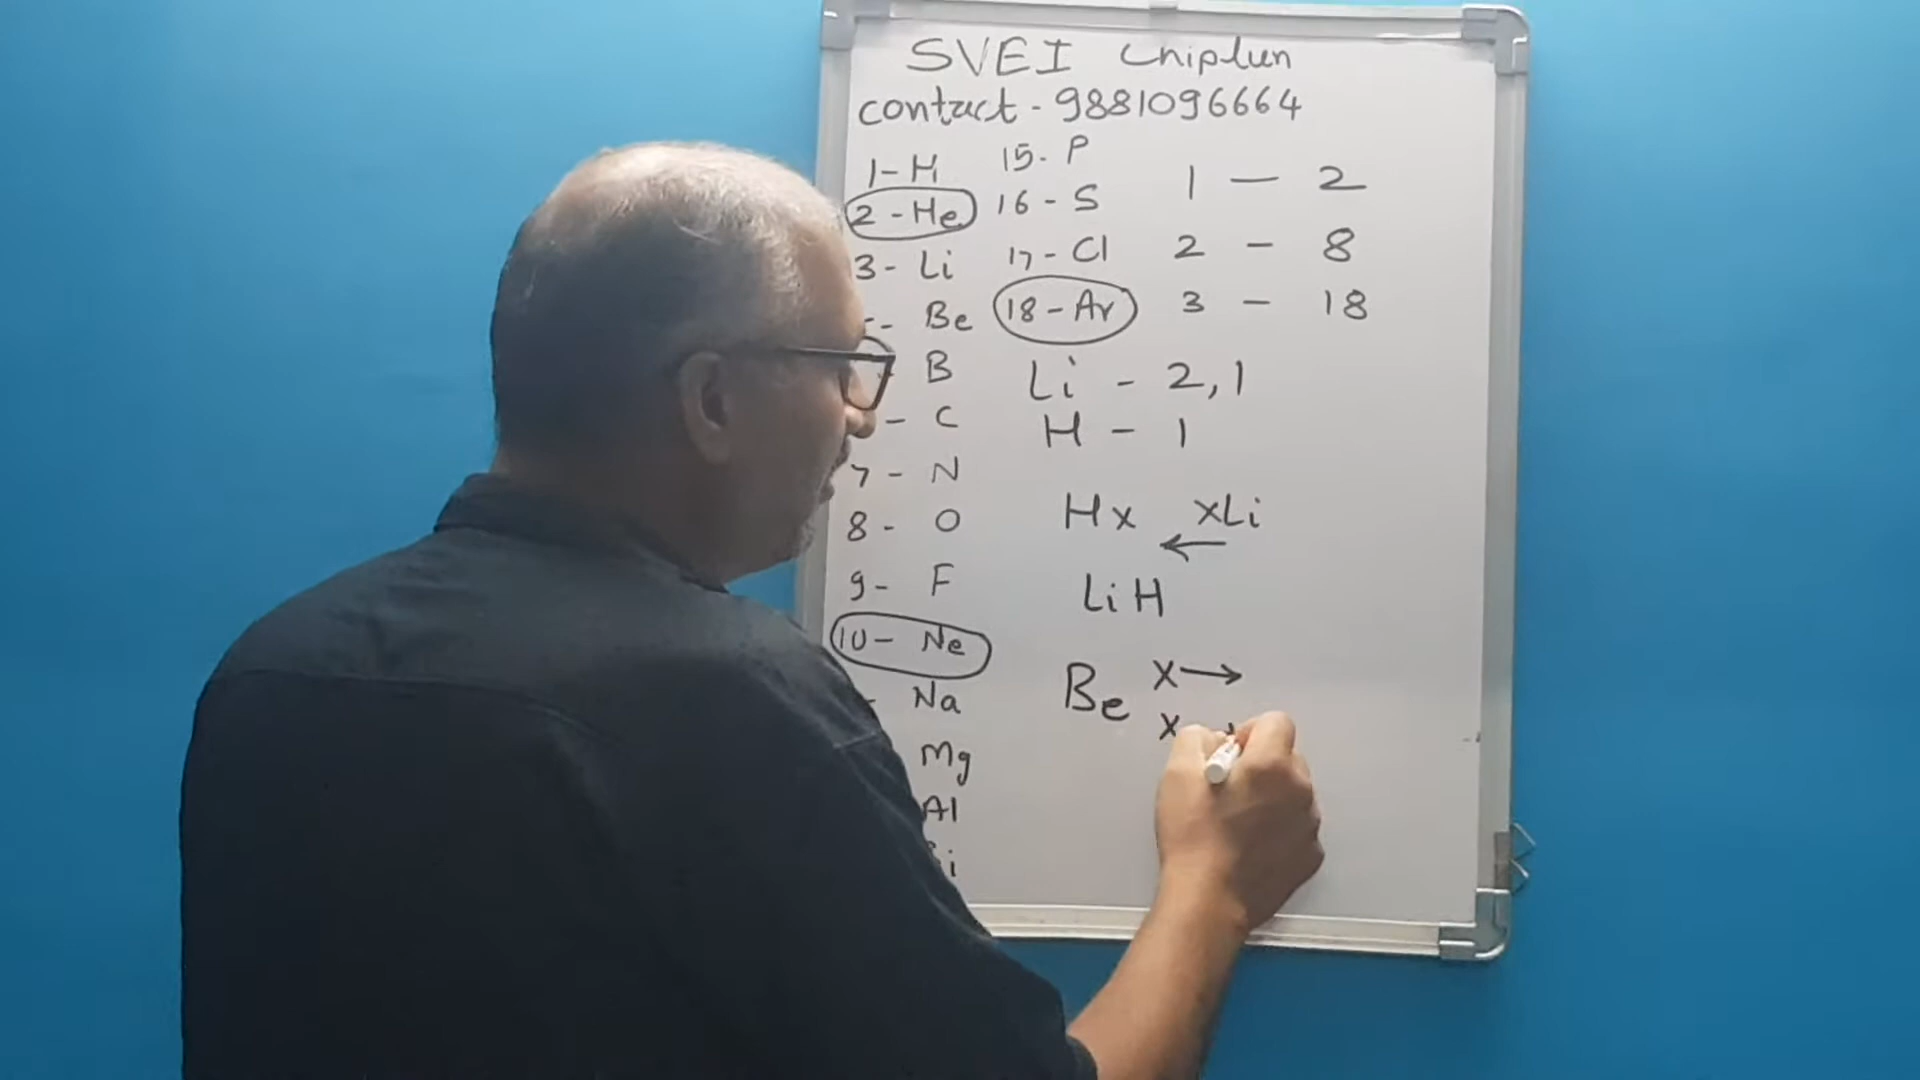 SVEI Chiplun
contact - 9881096664
1 - H
2 - He
3 - Li
Be
B
- C
7 - N
8 - O
9 - F
10 - Ne
Na
Mg
Al
i
15 - P
16 - S
17 - Cl
18 - Ar
1 - 2
2 - 8
3 - 18
Li - 2,1
H - 1
Hx xLi
←
LiH
Be x→
x